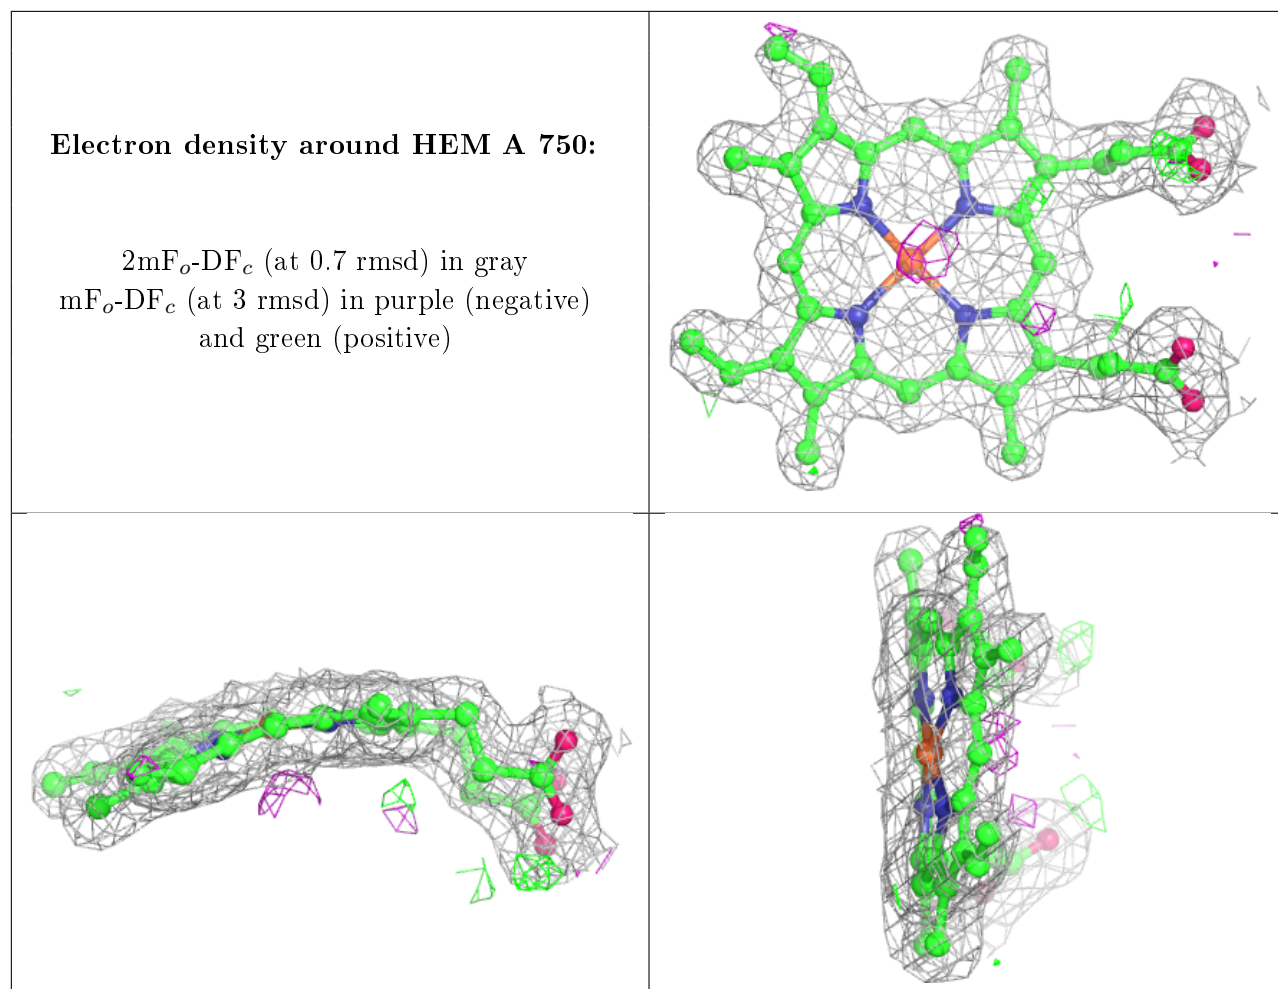 Electron density around HEM A 750:
2mFo-DFc (at 0.7 rmsd) in gray
mFo-DFc (at 3 rmsd) in purple (negative)
and green (positive)